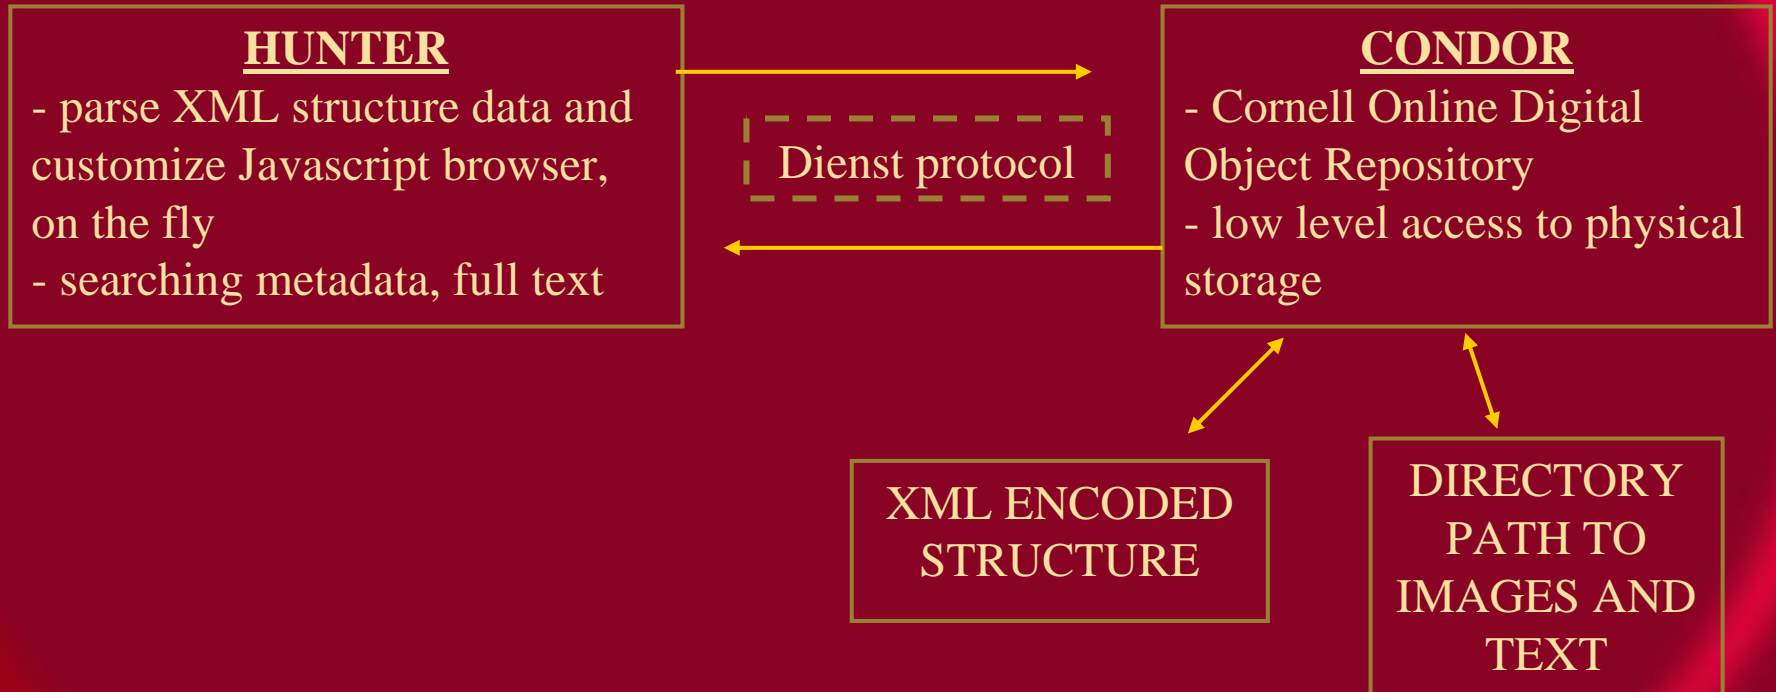 HUNTER
- parse XML structure data and
customize Javascript browser,
on the fly
- searching metadata, full text
Dienst protocol
CONDOR
- Cornell Online Digital
Object Repository
- low level access to physical
storage
XML ENCODED
STRUCTURE
DIRECTORY
PATH TO
IMAGES AND
TEXT